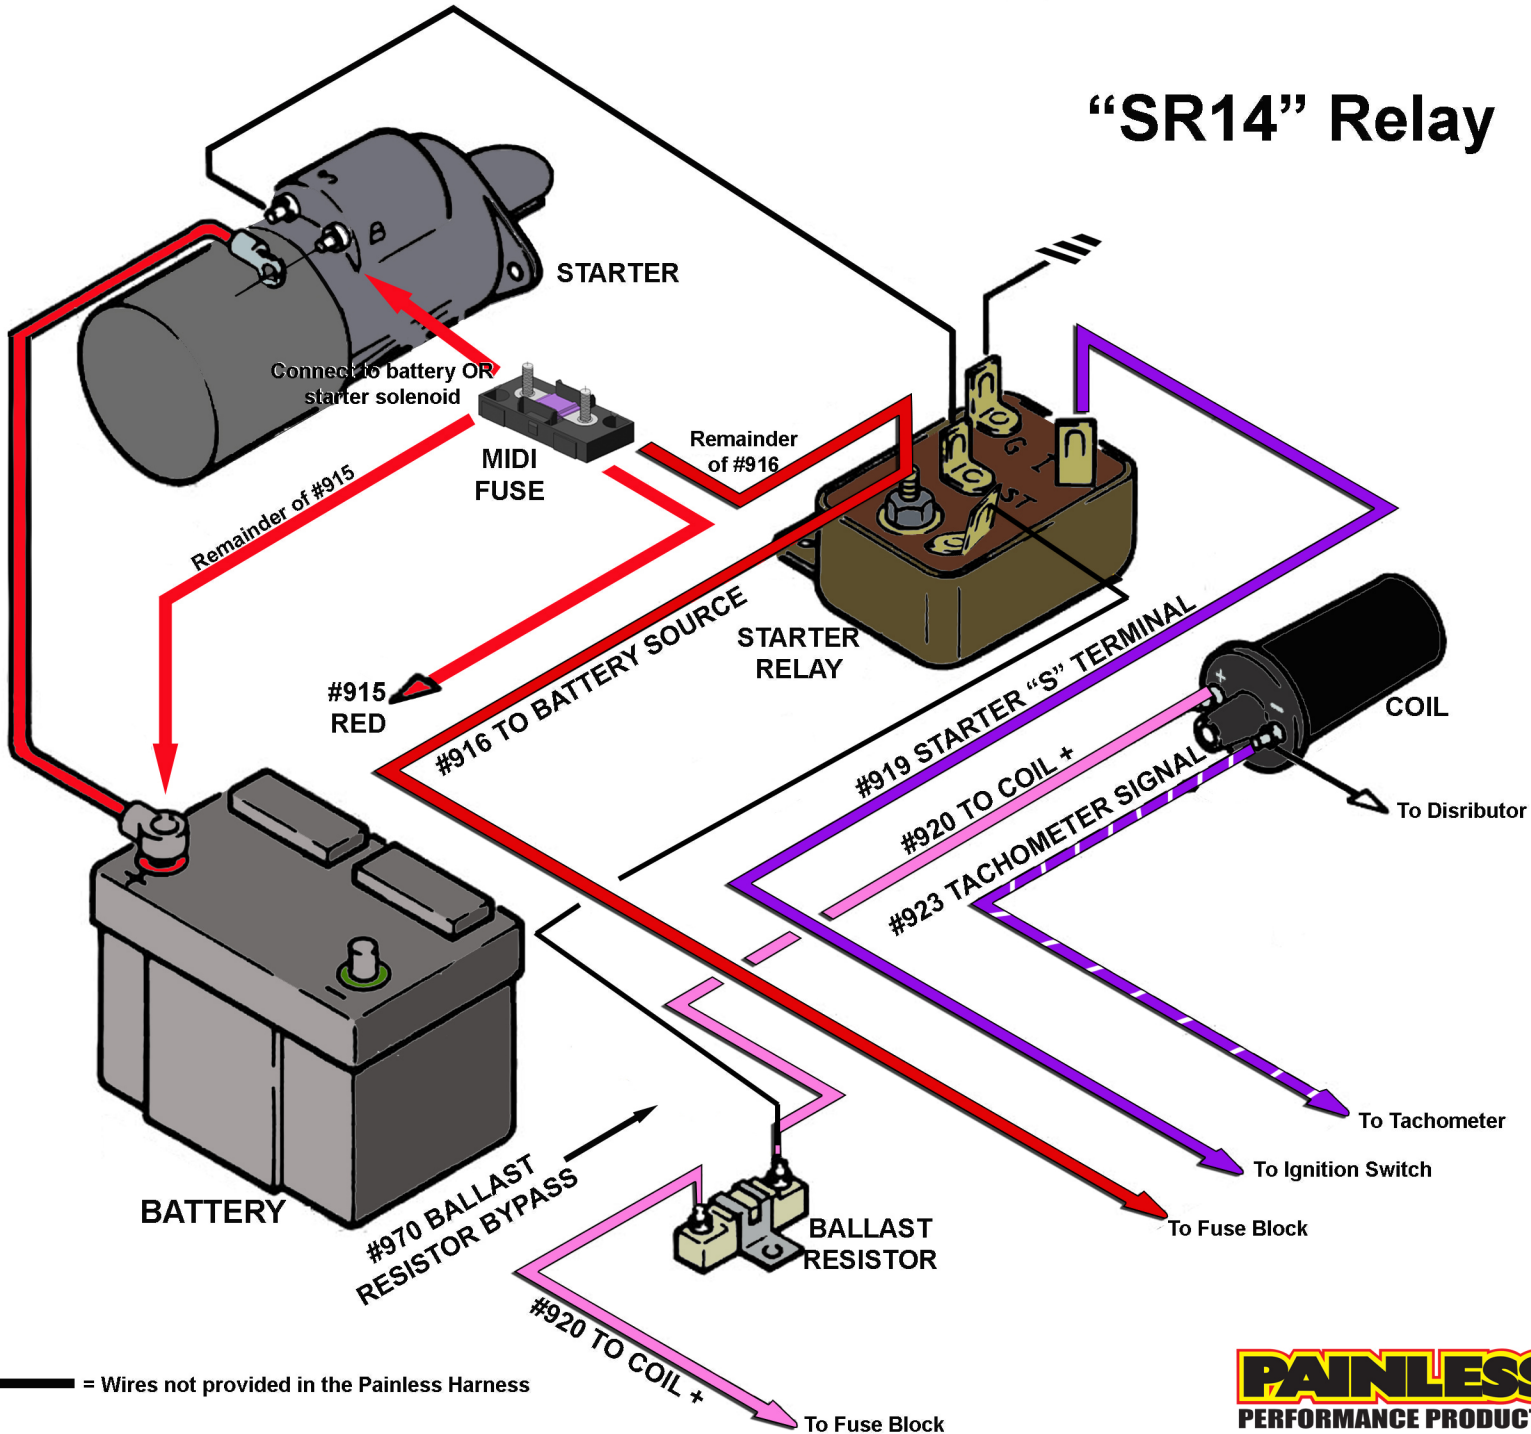 “SR14” Relay
S
B
STARTER
Connect to battery OR
starter solenoid
MIDI
FUSE
Remainder
of #916
Remainder of #915
G I
ST
#915
RED
#916 TO BATTERY SOURCE
STARTER
RELAY
#919 STARTER “S” TERMINAL
#920 TO COIL +
#923 TACHOMETER SIGNAL
+
-
COIL
To Disributor
+
-
BATTERY
#970 BALLAST
RESISTOR BYPASS
To Tachometer
To Ignition Switch
BALLAST
RESISTOR
To Fuse Block
#920 TO COIL +
To Fuse Block
= Wires not provided in the Painless Harness
PAINLESS
PERFORMANCE PRODUCT